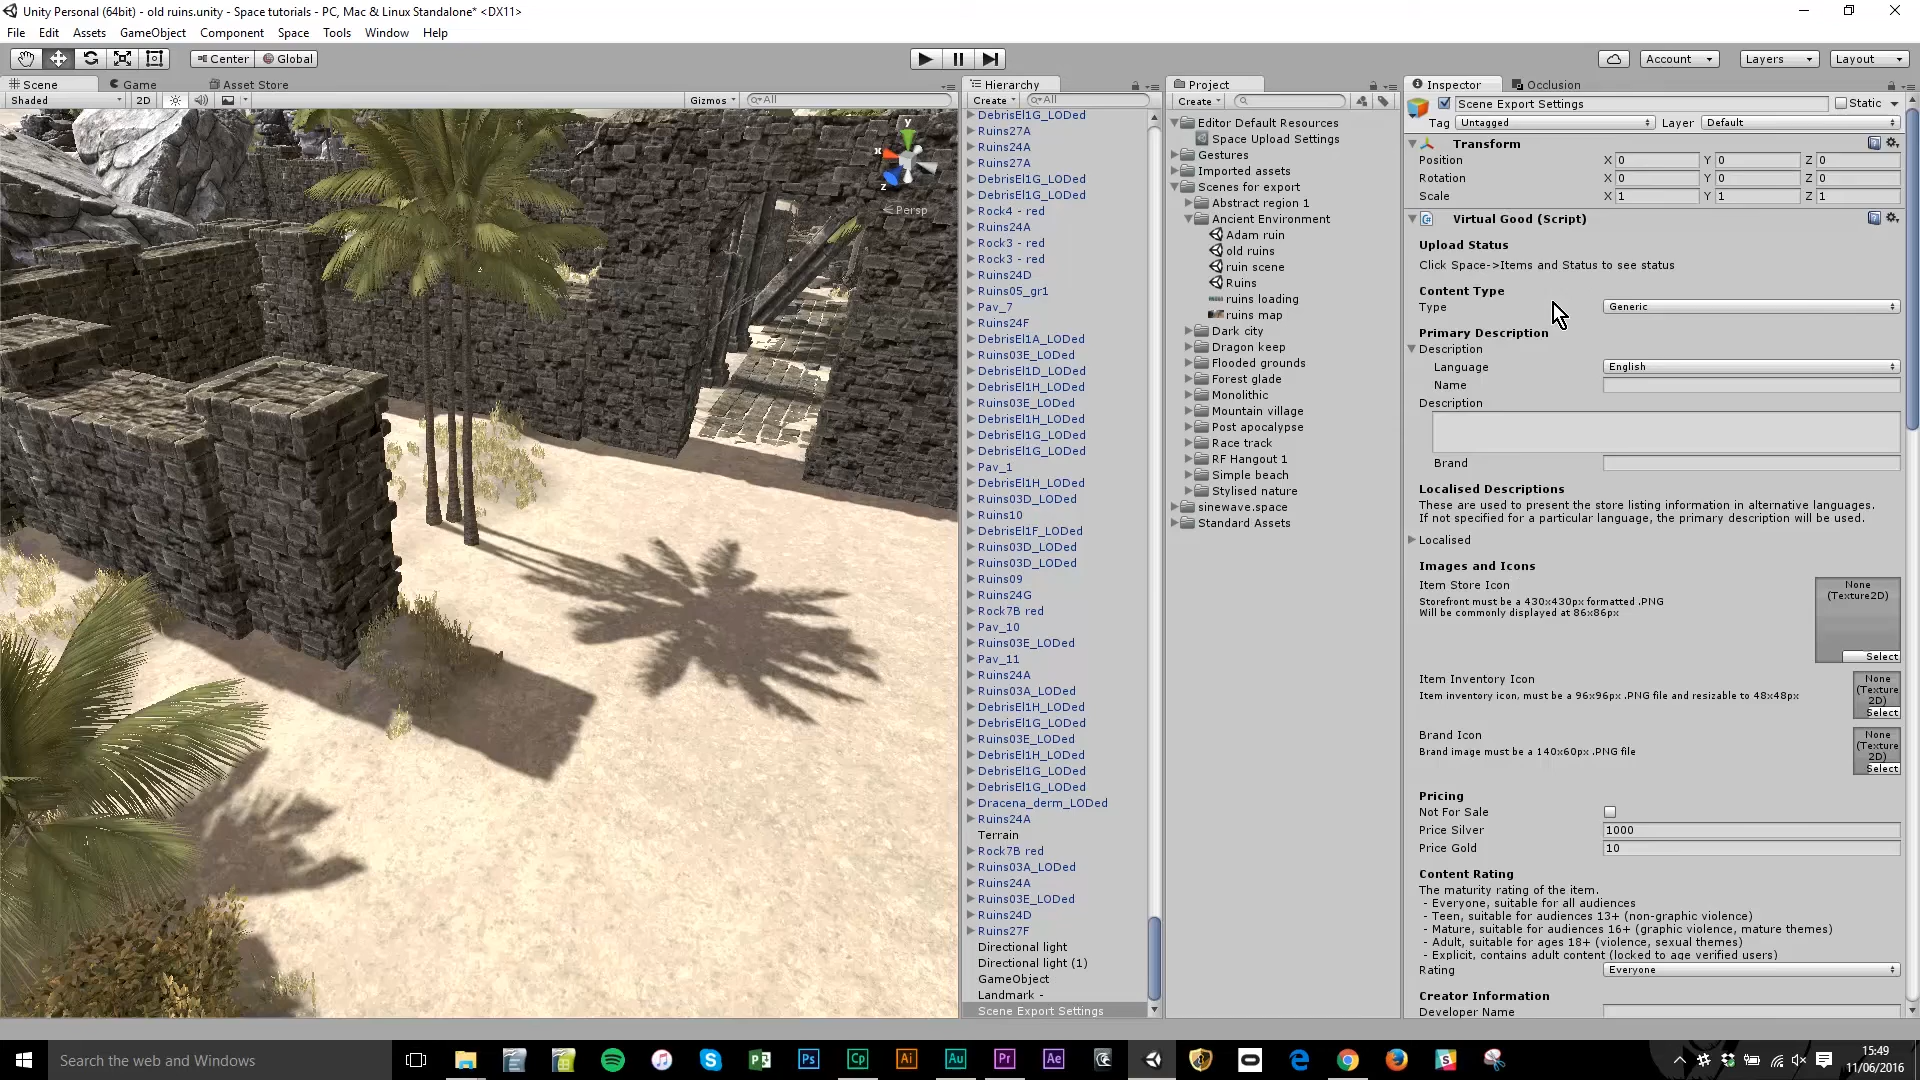 Unity Personal (64bit) - old ruins.unity - Space tutorials - PC, Mac & Linux Standalone* <DX11>
File Edit Assets GameObject Component Space Tools Window Help
Center Global
Account Layers Layout
Scene Game Asset Store
Shaded 2D Gizmos All
y
x
z
Persp
Hierarchy
Create All
DebrisEl1G_LODed
Ruins27A
Ruins24A
Ruins27A
DebrisEl1G_LODed
DebrisEl1G_LODed
Rock4 - red
Ruins24A
Rock3 - red
Rock3 - red
Ruins24D
Ruins05_gr1
Pav_7
Ruins24F
DebrisEl1A_LODed
Ruins03E_LODed
DebrisEl1D_LODed
DebrisEl1H_LODed
Ruins03E_LODed
DebrisEl1H_LODed
DebrisEl1G_LODed
DebrisEl1G_LODed
Pav_1
DebrisEl1H_LODed
Ruins03D_LODed
Ruins10
DebrisEl1F_LODed
Ruins03D_LODed
Ruins03D_LODed
Ruins09
Ruins24G
Rock7B red
Pav_10
Ruins03E_LODed
Pav_11
Ruins24A
Ruins03A_LODed
DebrisEl1H_LODed
DebrisEl1G_LODed
Ruins03E_LODed
DebrisEl1H_LODed
DebrisEl1G_LODed
DebrisEl1G_LODed
Dracena_derm_LODed
Ruins24A
Terrain
Rock7B red
Ruins03A_LODed
Ruins24A
Ruins03E_LODed
Ruins24D
Ruins27F
Directional light
Directional light (1)
GameObject
Landmark -
Scene Export Settings
Project
Create
Editor Default Resources
Space Upload Settings
Gestures
Imported assets
Scenes for export
Abstract region 1
Ancient Environment
Adam ruin
old ruins
ruin scene
Ruins
ruins loading
ruins map
Dark city
Dragon keep
Flooded grounds
Forest glade
Monolithic
Mountain village
Post apocalypse
Race track
RF Hangout 1
Simple beach
Stylised nature
sinewave.space
Standard Assets
Inspector Occlusion
Scene Export Settings Static
Tag Untagged Layer Default
Transform
Position X 0 Y 0 Z 0
Rotation X 0 Y 0 Z 0
Scale X 1 Y 1 Z 1
Virtual Good (Script)
Upload Status
Click Space->Items and Status to see status
Content Type
Type Generic
Primary Description
Description
Language English
Name
Description
Brand
Localised Descriptions
These are used to present the store listing information in alternative languages.
If not specified for a particular language, the primary description will be used.
Localised
Images and Icons
Item Store Icon
Storefront must be a 430x430px formatted .PNG
Will be commonly displayed at 86x86px
None
(Texture2D)
Select
Item Inventory Icon
Item inventory icon, must be a 96x96px .PNG file and resizable to 48x48px
None
(Texture
2D)
Select
Brand Icon
Brand image must be a 140x60px .PNG file
None
(Texture
2D)
Select
Pricing
Not For Sale
Price Silver 1000
Price Gold 10
Content Rating
The maturity rating of the item.
- Everyone, suitable for all audiences
- Teen, suitable for audiences 13+ (non-graphic violence)
- Mature, suitable for audiences 16+ (graphic violence, mature themes)
- Adult, suitable for ages 18+ (violence, sexual themes)
- Explicit, contains adult content (locked to age verified users)
Rating Everyone
Creator Information
Developer Name
Search the web and Windows
Ps Cp Ai Au Pr Ae
15:49
11/06/2016